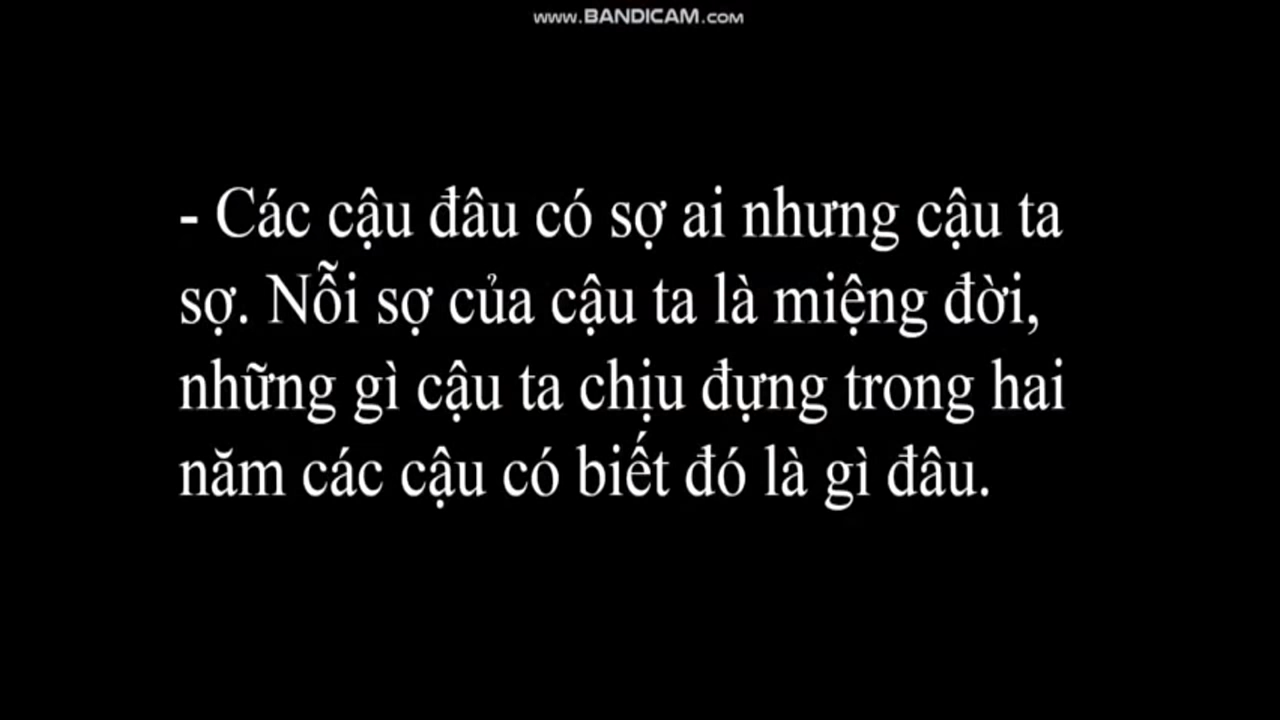 www.BANDICAM.com
- Các cậu đâu có sợ ai nhưng cậu ta
sợ. Nỗi sợ của cậu ta là miệng đời,
những gì cậu ta chịu đựng trong hai
năm các cậu có biết đó là gì đâu.